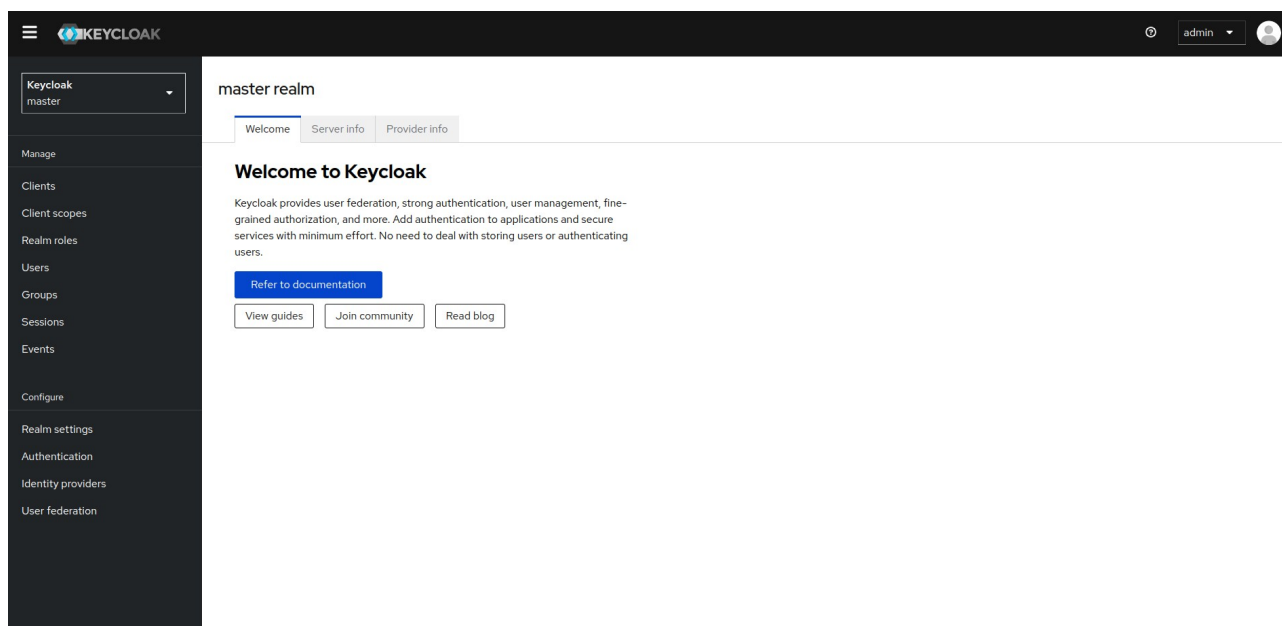 KEYCLOAK
admin
Keycloak
master
Manage
Clients
Client scopes
Realm roles
Users
Groups
Sessions
Events
Configure
Realm settings
Authentication
Identity providers
User federation
master realm
Welcome Server info Provider info
Welcome to Keycloak
Keycloak provides user federation, strong authentication, user management, fine-
grained authorization, and more. Add authentication to applications and secure
services with minimum effort. No need to deal with storing users or authenticating
users.
Refer to documentation
View guides Join community Read blog